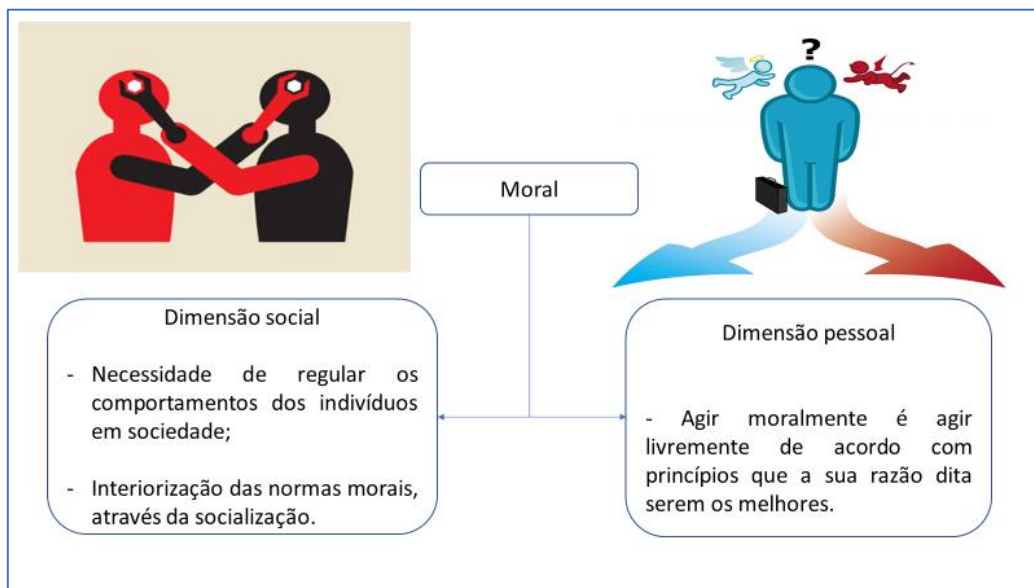 ?
Moral
Dimensão social
- Necessidade de regular os
comportamentos dos indivíduos
em sociedade;
- Interiorização das normas morais,
através da socialização.
Dimensão pessoal
- Agir moralmente é agir
livremente de acordo com
princípios que a sua razão dita
serem os melhores.